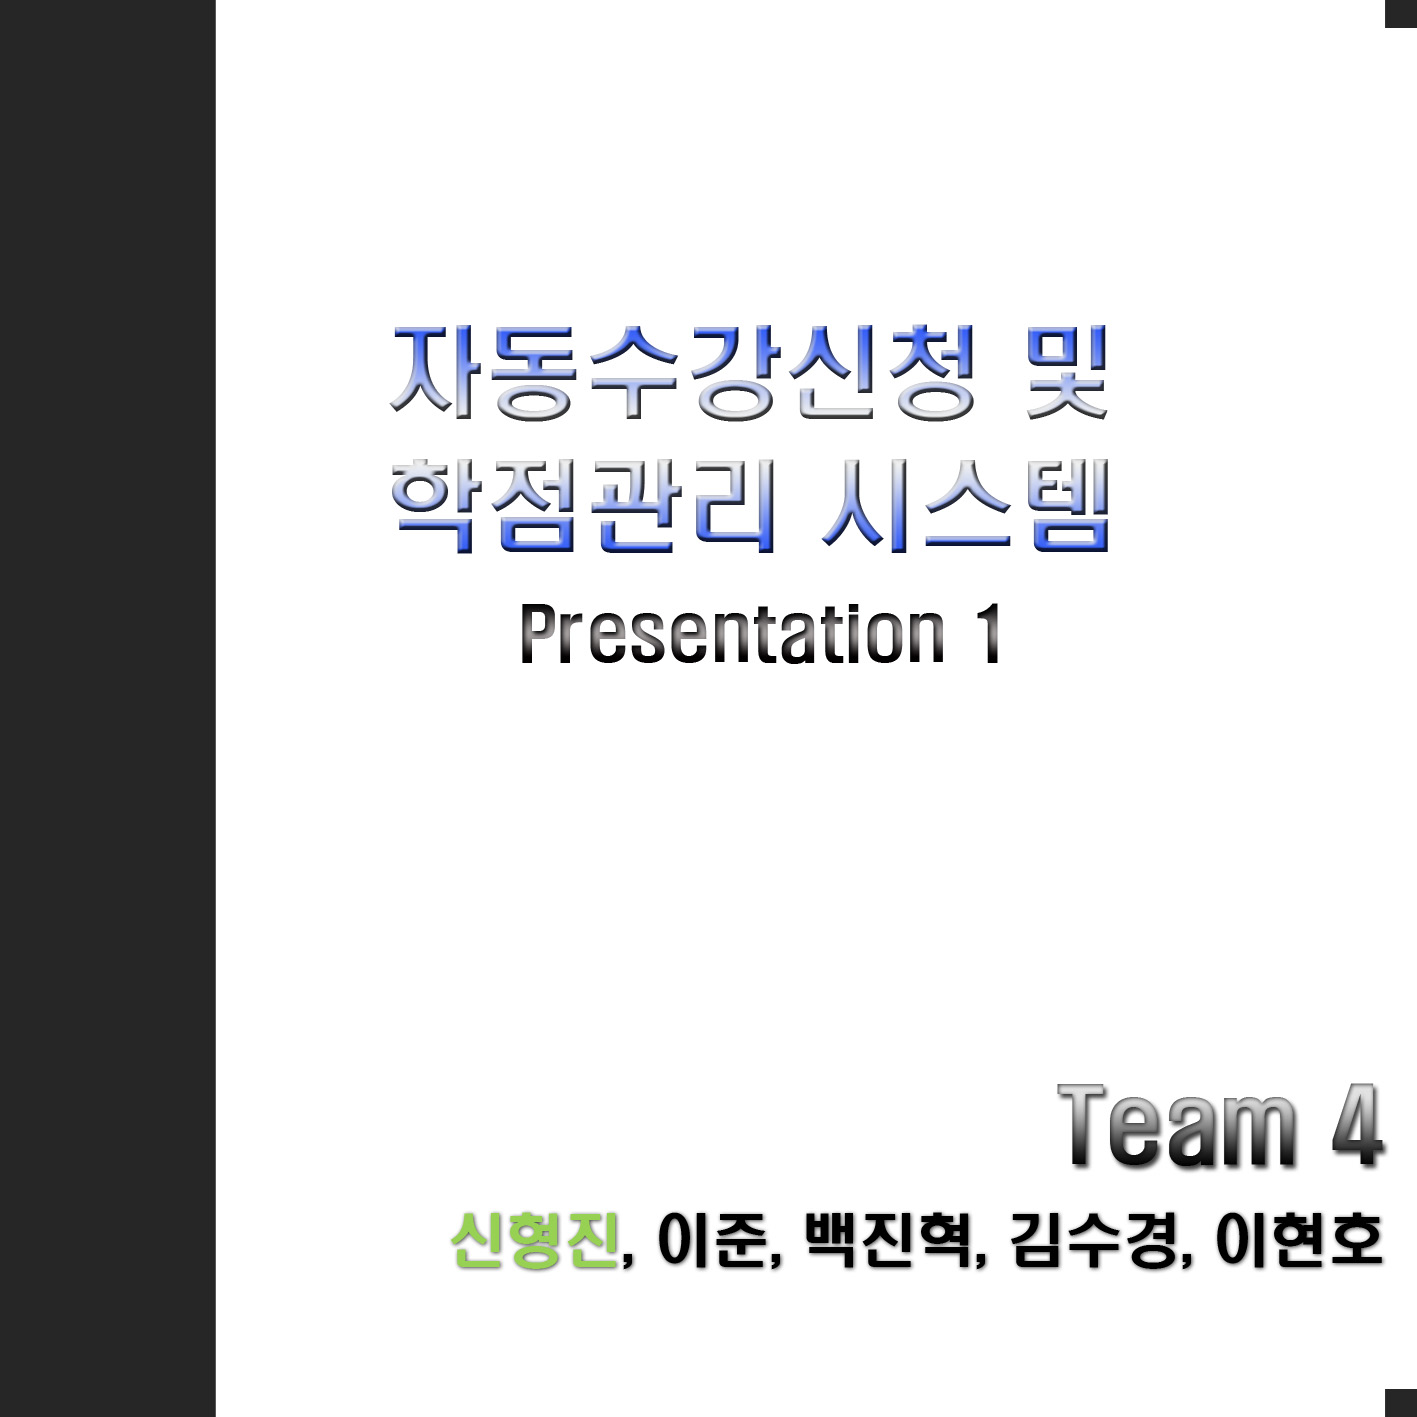 자동수강신청 및
학점관리 시스템
Presentation 1
Team 4
신형진, 이준, 백진혁, 김수경, 이현호